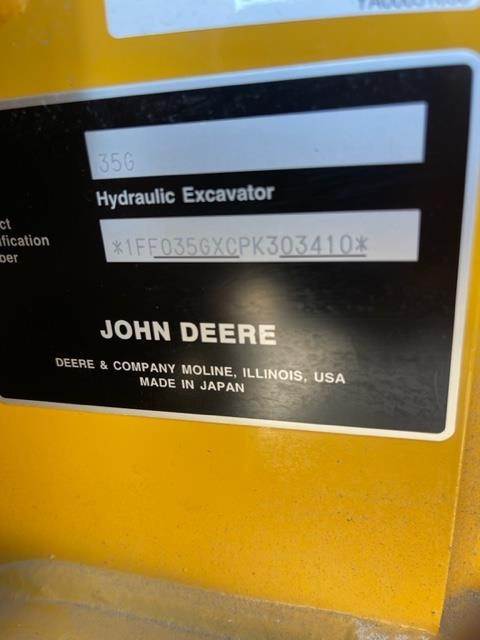 35G
Hydraulic Excavator
*1FF035GXCPK303410*
JOHN DEERE
DEERE & COMPANY MOLINE, ILLINOIS, USA
MADE IN JAPAN